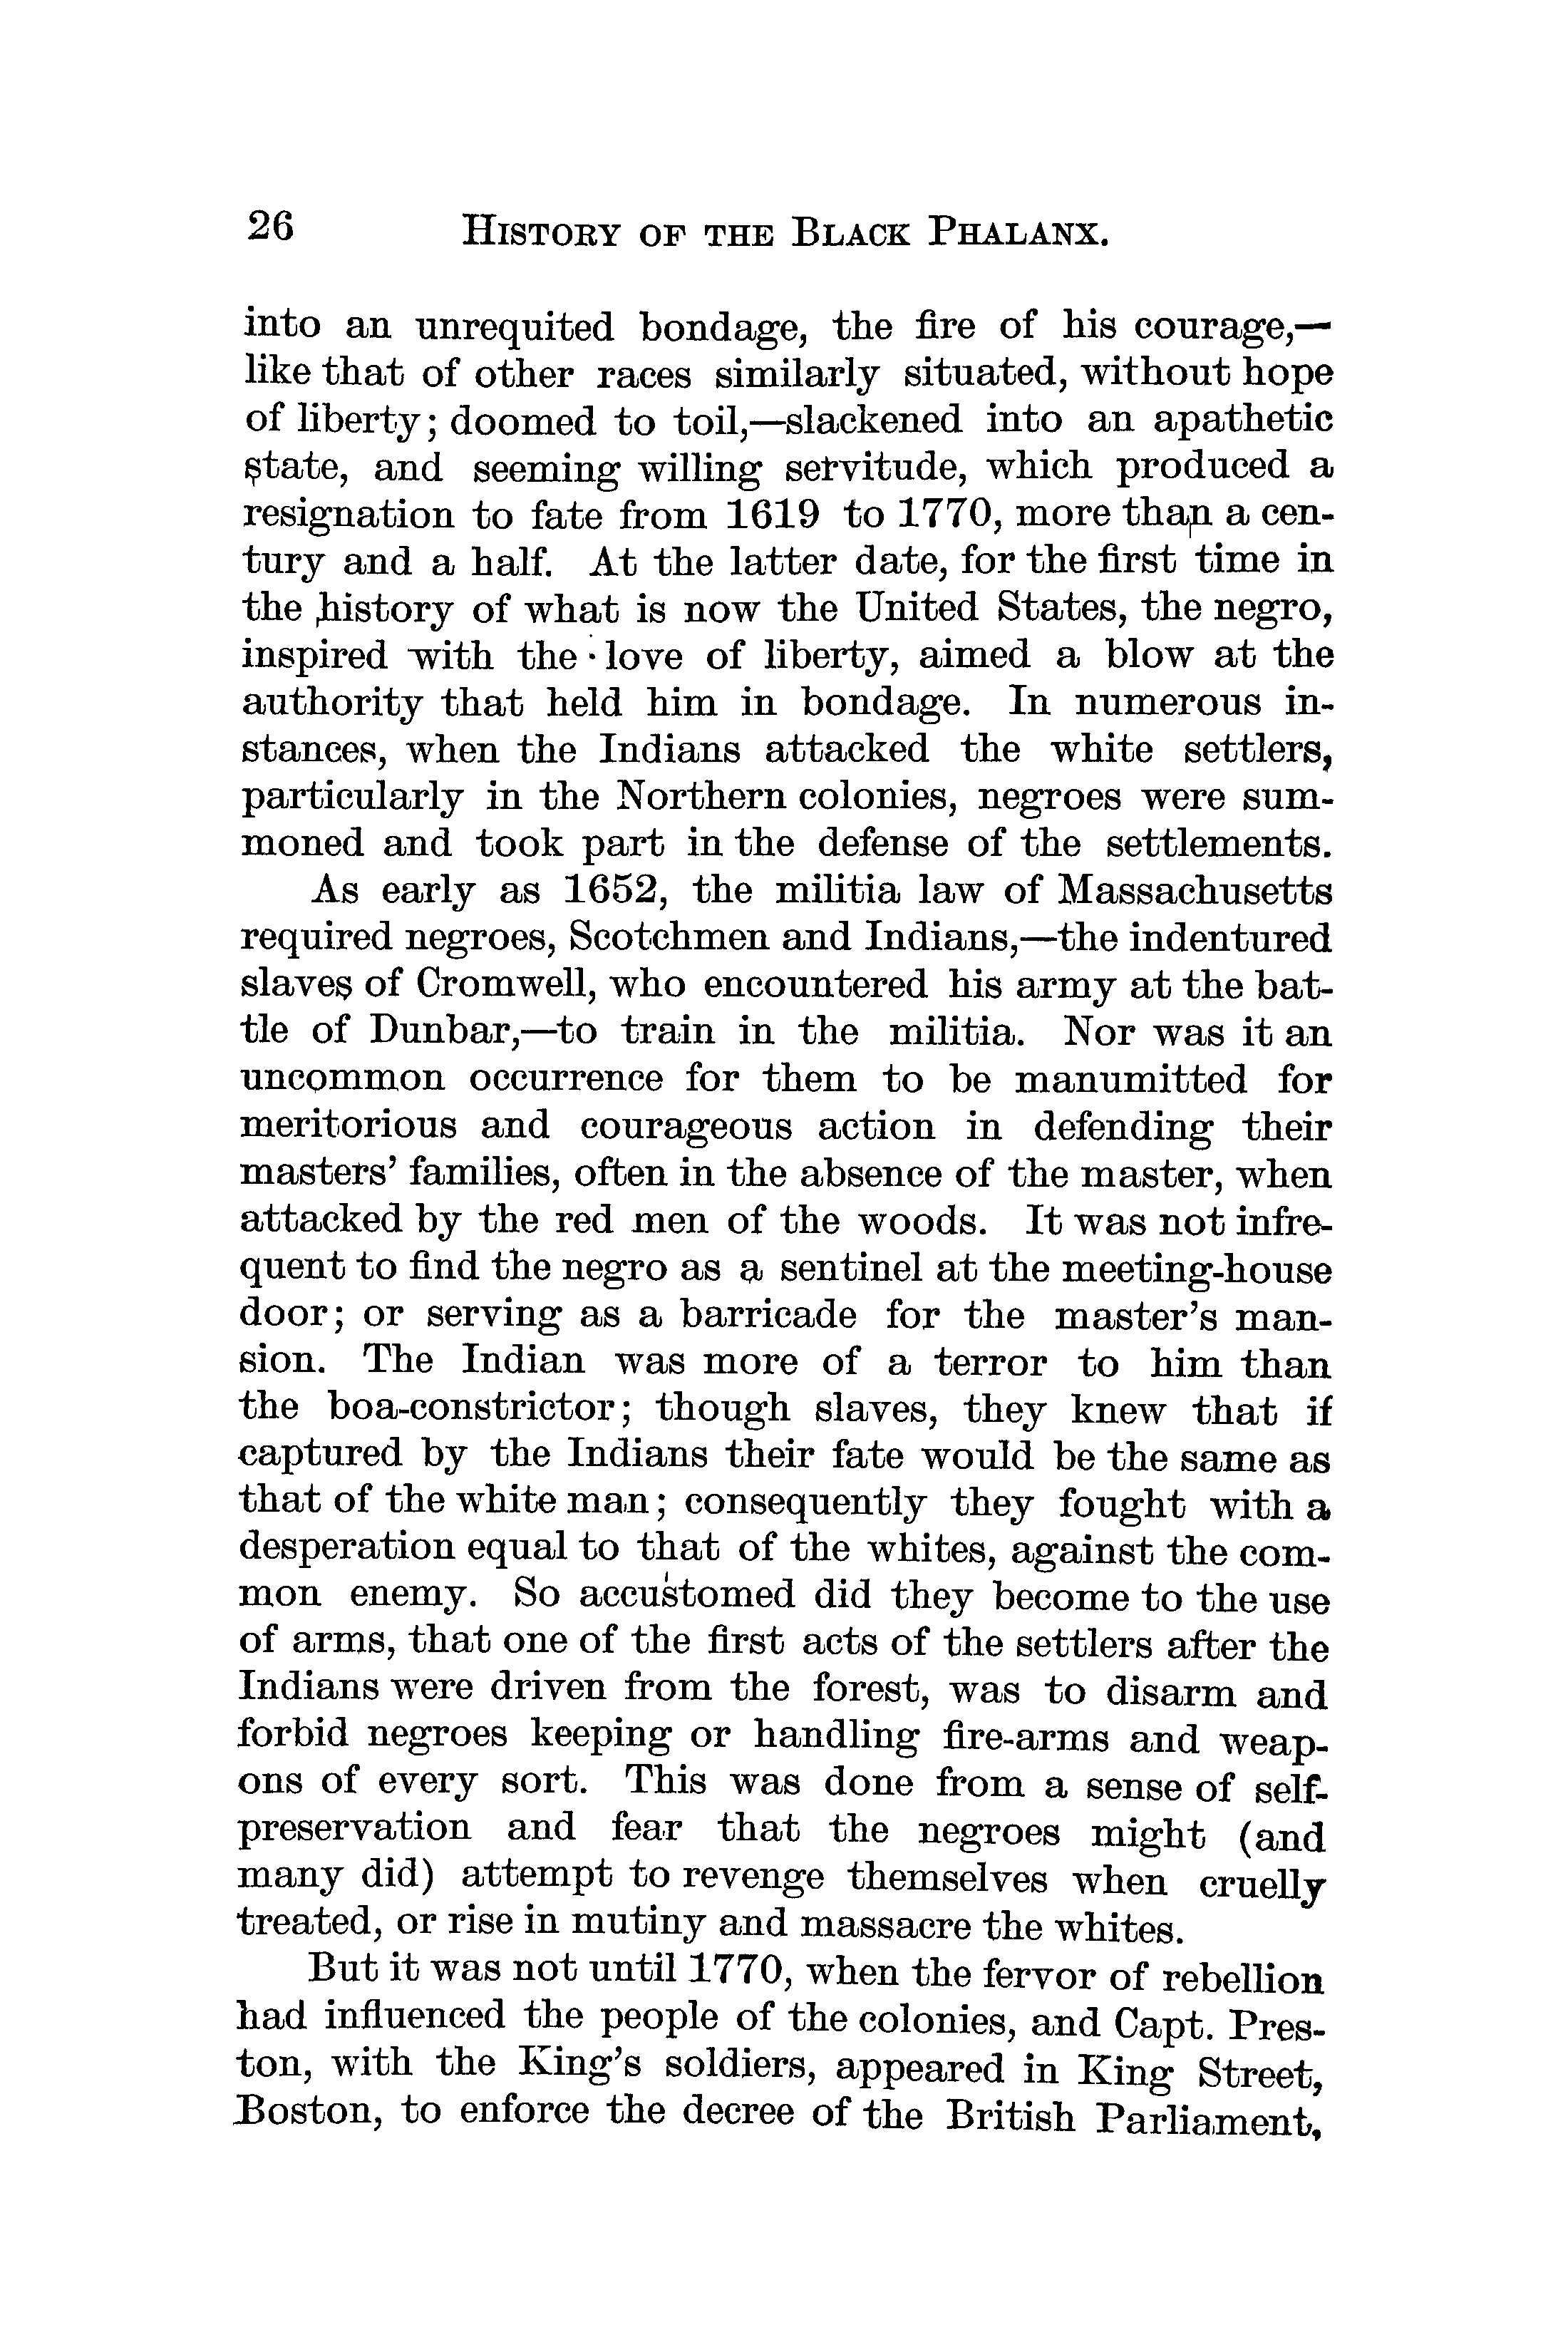 26 HISTORY OF THE BLACK PHALANX.
into an unrequited bondage, the fire of his courage,—
like that of other races similarly situated, without hope
of liberty; doomed to toil,—slackened into an apathetic
state, and seeming willing servitude, which produced a
resignation to fate from 1619 to 1770, more than a cen-
tury and a half. At the latter date, for the first time in
the history of what is now the United States, the negro,
inspired with the love of liberty, aimed a blow at the
authority that held him in bondage. In numerous in-
stances, when the Indians attacked the white settlers,
particularly in the Northern colonies, negroes were sum-
moned and took part in the defense of the settlements.
As early as 1652, the militia law of Massachusetts
required negroes, Scotchmen and Indians,—the indentured
slaves of Cromwell, who encountered his army at the bat-
tle of Dunbar,—to train in the militia. Nor was it an
uncommon occurrence for them to be manumitted for
meritorious and courageous action in defending their
masters' families, often in the absence of the master, when
attacked by the red men of the woods. It was not infre-
quent to find the negro as a sentinel at the meeting-house
door; or serving as a barricade for the master's man-
sion. The Indian was more of a terror to him than
the boa-constrictor; though slaves, they knew that if
captured by the Indians their fate would be the same as
that of the white man; consequently they fought with a
desperation equal to that of the whites, against the com-
mon enemy. So accustomed did they become to the use
of arms, that one of the first acts of the settlers after the
Indians were driven from the forest, was to disarm and
forbid negroes keeping or handling fire-arms and weap-
ons of every sort. This was done from a sense of self-
preservation and fear that the negroes might (and
many did) attempt to revenge themselves when cruelly
treated, or rise in mutiny and massacre the whites.
But it was not until 1770, when the fervor of rebellion
had influenced the people of the colonies, and Capt. Pres-
ton, with the King's soldiers, appeared in King Street,
Boston, to enforce the decree of the British Parliament,